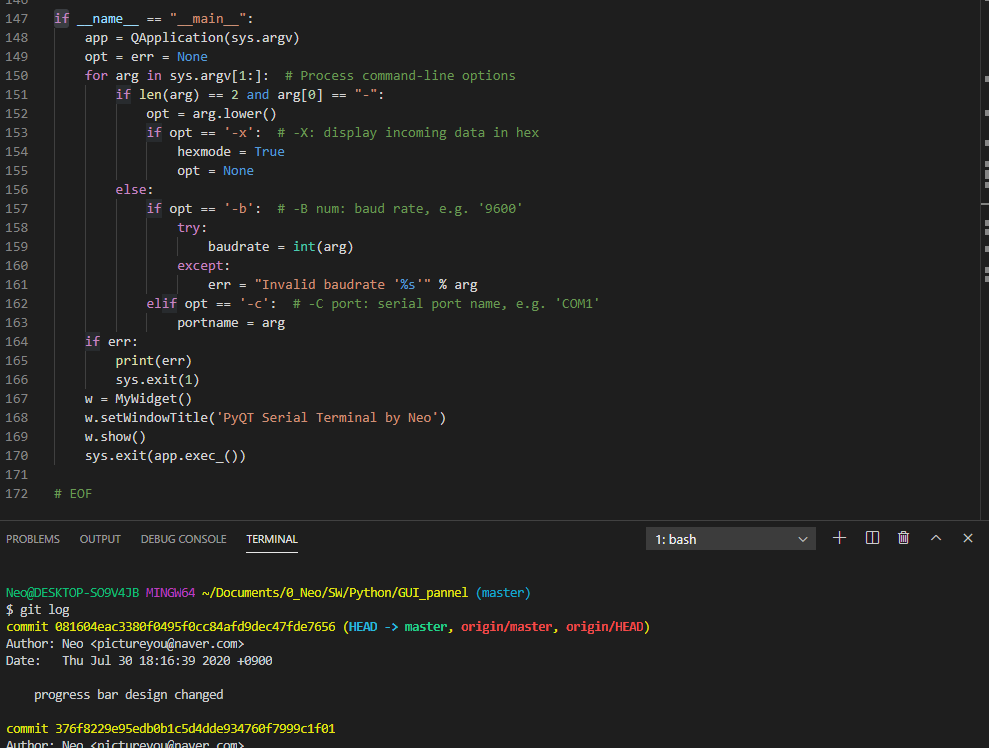 146
147 if __name__ == "__main__":
148 app = QApplication(sys.argv)
149 opt = err = None
150 for arg in sys.argv[1:]:  # Process command-line options
151 if len(arg) == 2 and arg[0] == "-":
152 opt = arg.lower()
153 if opt == '-x':  # -X: display incoming data in hex
154 hexmode = True
155 opt = None
156 else:
157 if opt == '-b':  # -B num: baud rate, e.g. '9600'
158 try:
159 baudrate = int(arg)
160 except:
161 err = "Invalid baudrate '%s'" % arg
162 elif opt == '-c':  # -C port: serial port name, e.g. 'COM1'
163 portname = arg
164 if err:
165 print(err)
166 sys.exit(1)
167 w = MyWidget()
168 w.setWindowTitle('PyQT Serial Terminal by Neo')
169 w.show()
170 sys.exit(app.exec_())
171
172 # EOF
PROBLEMS OUTPUT DEBUG CONSOLE TERMINAL 1: bash
Neo@DESKTOP-SO9V4JB MINGW64 ~/Documents/0_Neo/SW/Python/GUI_pannel (master)
$ git log
commit 081604eac3380f0495f0cc84afd9dec47fde7656 (HEAD -> master, origin/master, origin/HEAD)
Author: Neo <pictureyou@naver.com>
Date:   Thu Jul 30 18:16:39 2020 +0900
progress bar design changed
commit 376f8229e95edb0b1c5d4dde934760f7999c1f01
Author: Neo <pictureyou@naver.com>